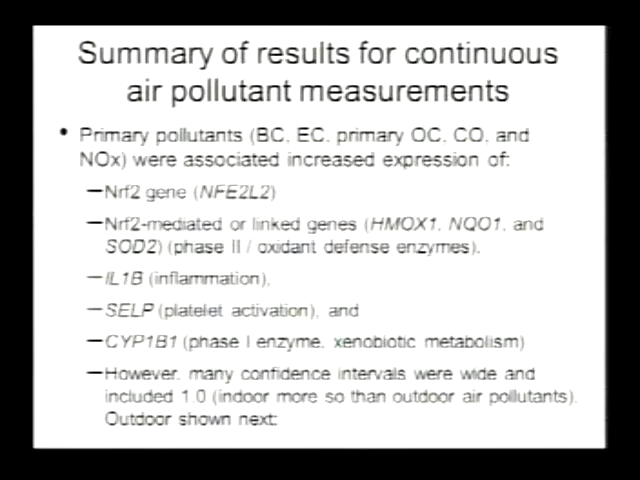 Summary of results for continuous
air pollutant measurements
• Primary pollutants (BC, EC, primary OC, CO, and
NOx) were associated increased expression of:
–Nrf2 gene (NFE2L2)
–Nrf2-mediated or linked genes (HMOX1, NQO1, and
SOD2) (phase II / oxidant defense enzymes),
–IL1B (inflammation),
–SELP (platelet activation), and
–CYP1B1 (phase I enzyme, xenobiotic metabolism)
–However, many confidence intervals were wide and
included 1.0 (indoor more so than outdoor air pollutants).
Outdoor shown next: